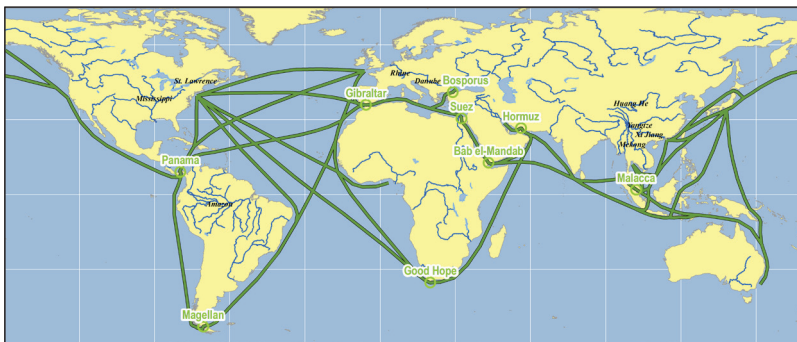 St. Lawrence
Mississippi
Rhine
Danube
Bosporus
Gibraltar
Suez
Hormuz
Huang He
Yangtze
Xi Jiang
Mekong
Panama
Bab el-Mandab
Malacca
Amazon
Good Hope
Magellan